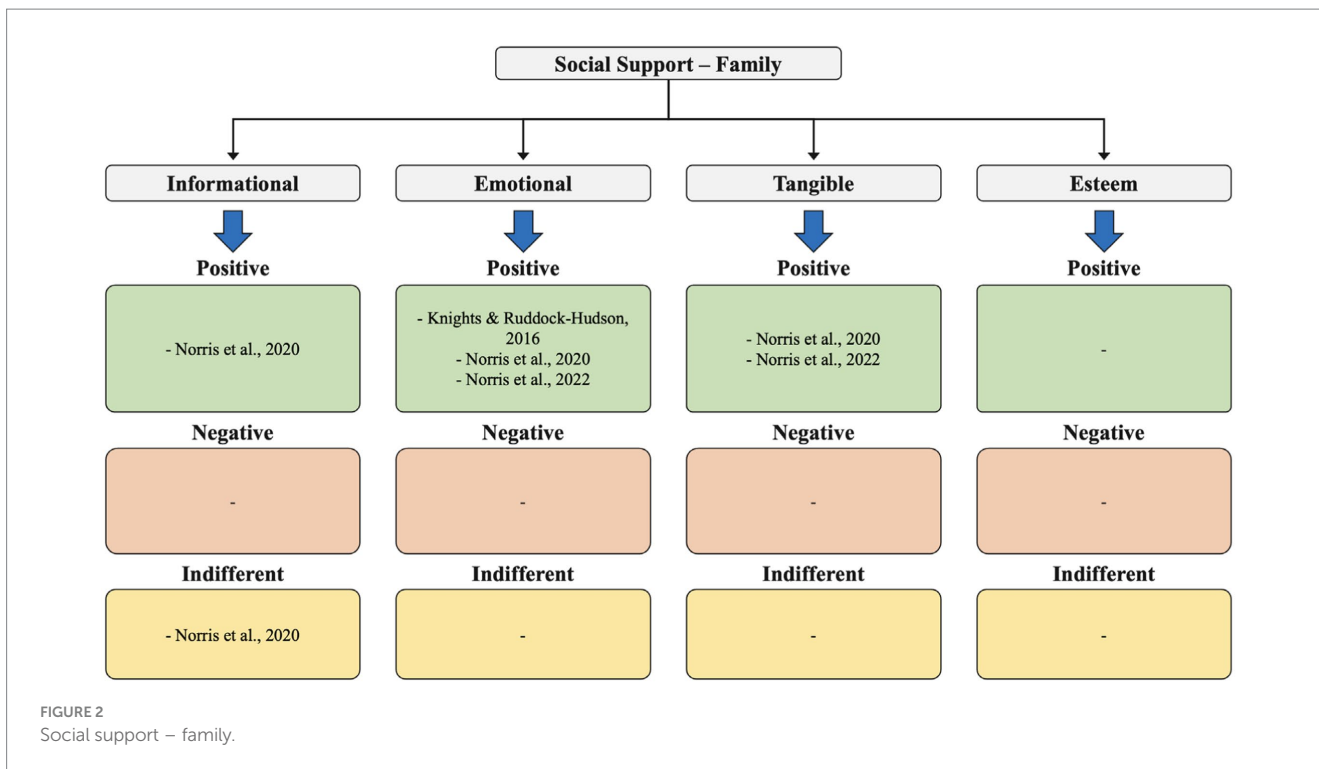 Social Support – Family
Informational
Emotional
Tangible
Esteem
Positive
Positive
Positive
Positive
- Norris et al., 2020
- Knights & Ruddock-Hudson,
2016
- Norris et al., 2020
- Norris et al., 2022
- Norris et al., 2020
- Norris et al., 2022
-
Negative
Negative
Negative
Negative
-
-
-
-
Indifferent
Indifferent
Indifferent
Indifferent
- Norris et al., 2020
-
-
-
FIGURE 2
Social support – family.